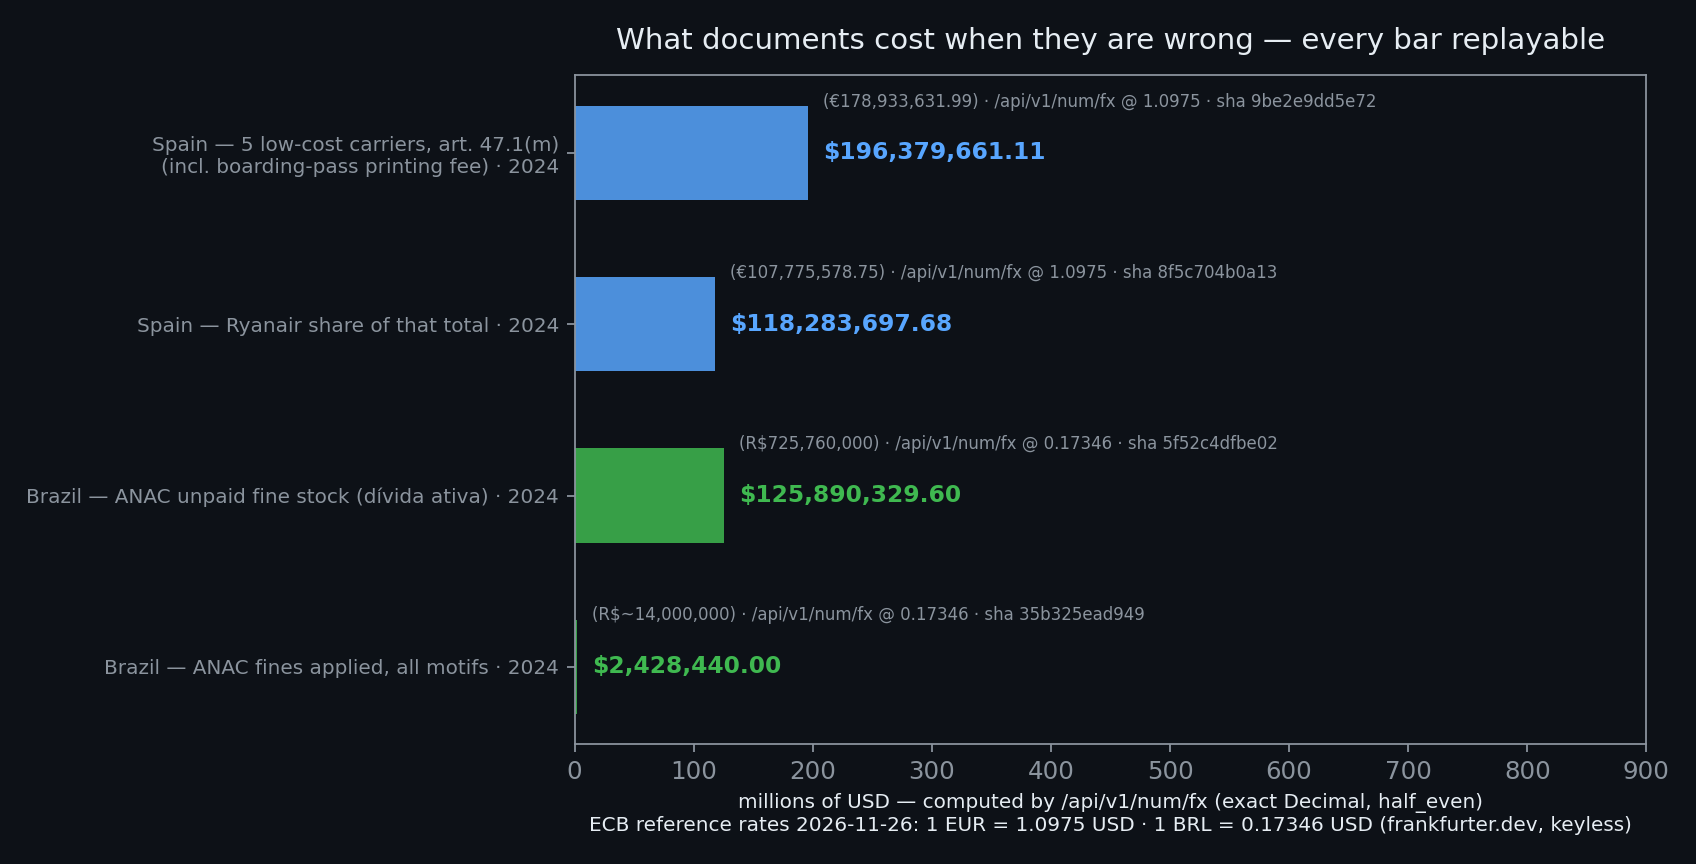 What documents cost when they are wrong — every bar replayable
(€178,933,631.99) · /api/v1/num/fx @ 1.0975 · sha 9be2e9dd5e72
Spain — 5 low-cost carriers, art. 47.1(m)
(incl. boarding-pass printing fee) · 2024
$196,379,661.11
(€107,775,578.75) · /api/v1/num/fx @ 1.0975 · sha 8f5c704b0a13
Spain — Ryanair share of that total · 2024
$118,283,697.68
(R$725,760,000) · /api/v1/num/fx @ 0.17346 · sha 5f52c4dfbe02
Brazil — ANAC unpaid fine stock (dívida ativa) · 2024
$125,890,329.60
(R$~14,000,000) · /api/v1/num/fx @ 0.17346 · sha 35b325ead949
Brazil — ANAC fines applied, all motifs · 2024
$2,428,440.00
0 100 200 300 400 500 600 700 800 900
millions of USD — computed by /api/v1/num/fx (exact Decimal, half_even)
ECB reference rates 2026-11-26: 1 EUR = 1.0975 USD · 1 BRL = 0.17346 USD (frankfurter.dev, keyless)